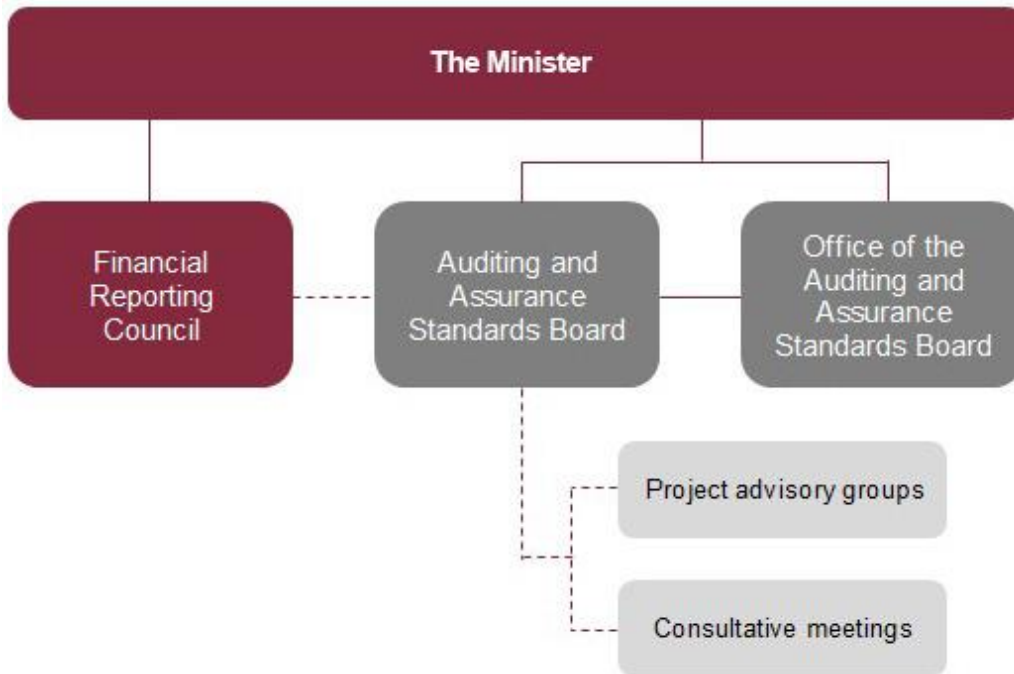 The Minister
Financial
Reporting
Council
Auditing and
Assurance
Standards Board
Office of the
Auditing and
Assurance
Standards Board
Project advisory groups
Consultative meetings